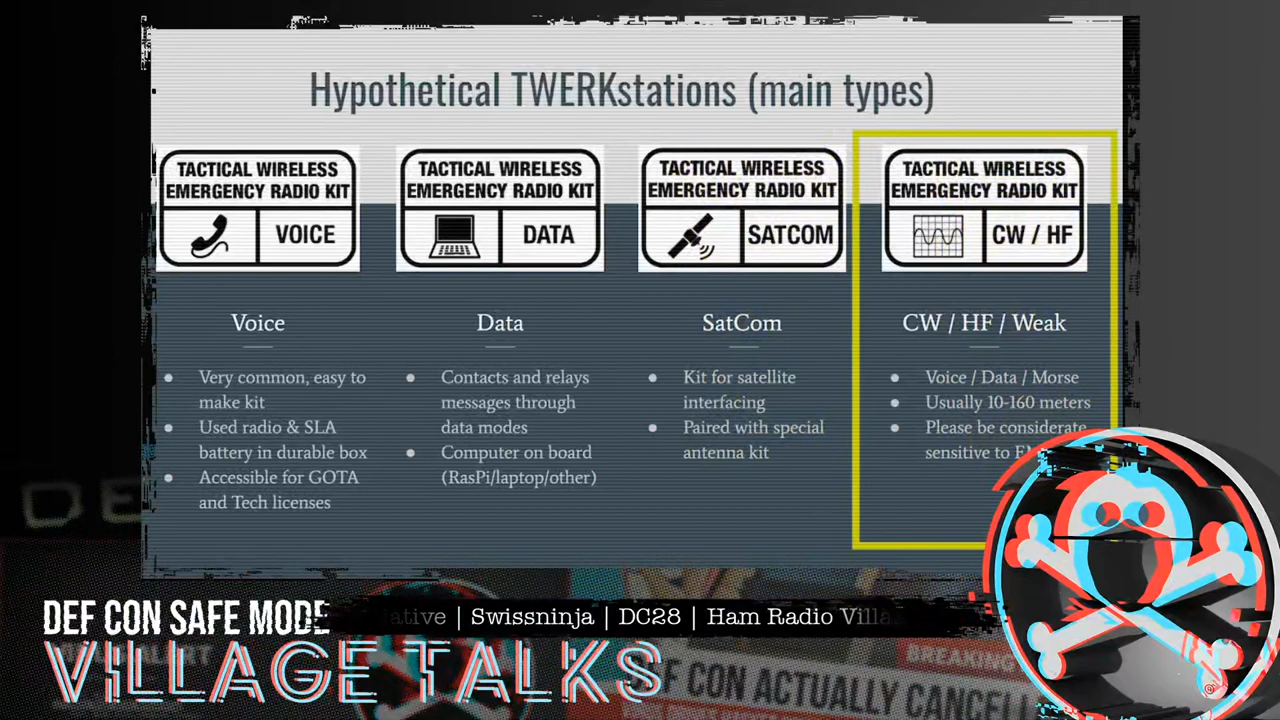 Hypothetical TWERKstations (main types)
TACTICAL WIRELESS
EMERGENCY RADIO KIT
VOICE
TACTICAL WIRELESS
EMERGENCY RADIO KIT
DATA
TACTICAL WIRELESS
EMERGENCY RADIO KIT
SATCOM
TACTICAL WIRELESS
EMERGENCY RADIO KIT
CW / HF
Voice
● Very common, easy to
make kit
● Used radio & SLA
battery in durable box
● Accessible for GOTA
and Tech licenses
Data
● Contacts and relays
messages through
data modes
● Computer on board
(RasPi/laptop/other)
SatCom
● Kit for satellite
interfacing
● Paired with special
antenna kit
CW / HF / Weak
● Voice / Data / Morse
● Usually 10-160 meters
● Please be considerate
sensitive to
DEF CON SAFE MODE
VILLAGE TALKS
| Swissninja | DC28 | Ham Radio
BREAKING
DEF CON ACTUALLY